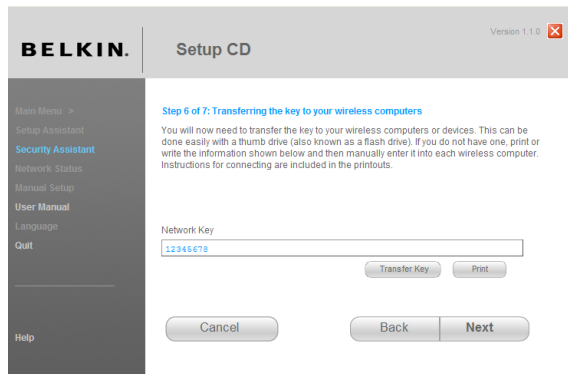 Version 1.1.0
BELKIN.
Setup CD
Main Menu >
Setup Assistant
Security Assistant
Network Status
Manual Setup
User Manual
Language
Quit
Help
Step 6 of 7: Transferring the key to your wireless computers
You will now need to transfer the key to your wireless computers or devices. This can be
done easily with a thumb drive (also known as a flash drive). If you do not have one, print or
write the information shown below and then manually enter it into each wireless computer.
Instructions for connecting are included in the printouts.
Network Key
12345678
Transfer Key
Print
Cancel
Back
Next